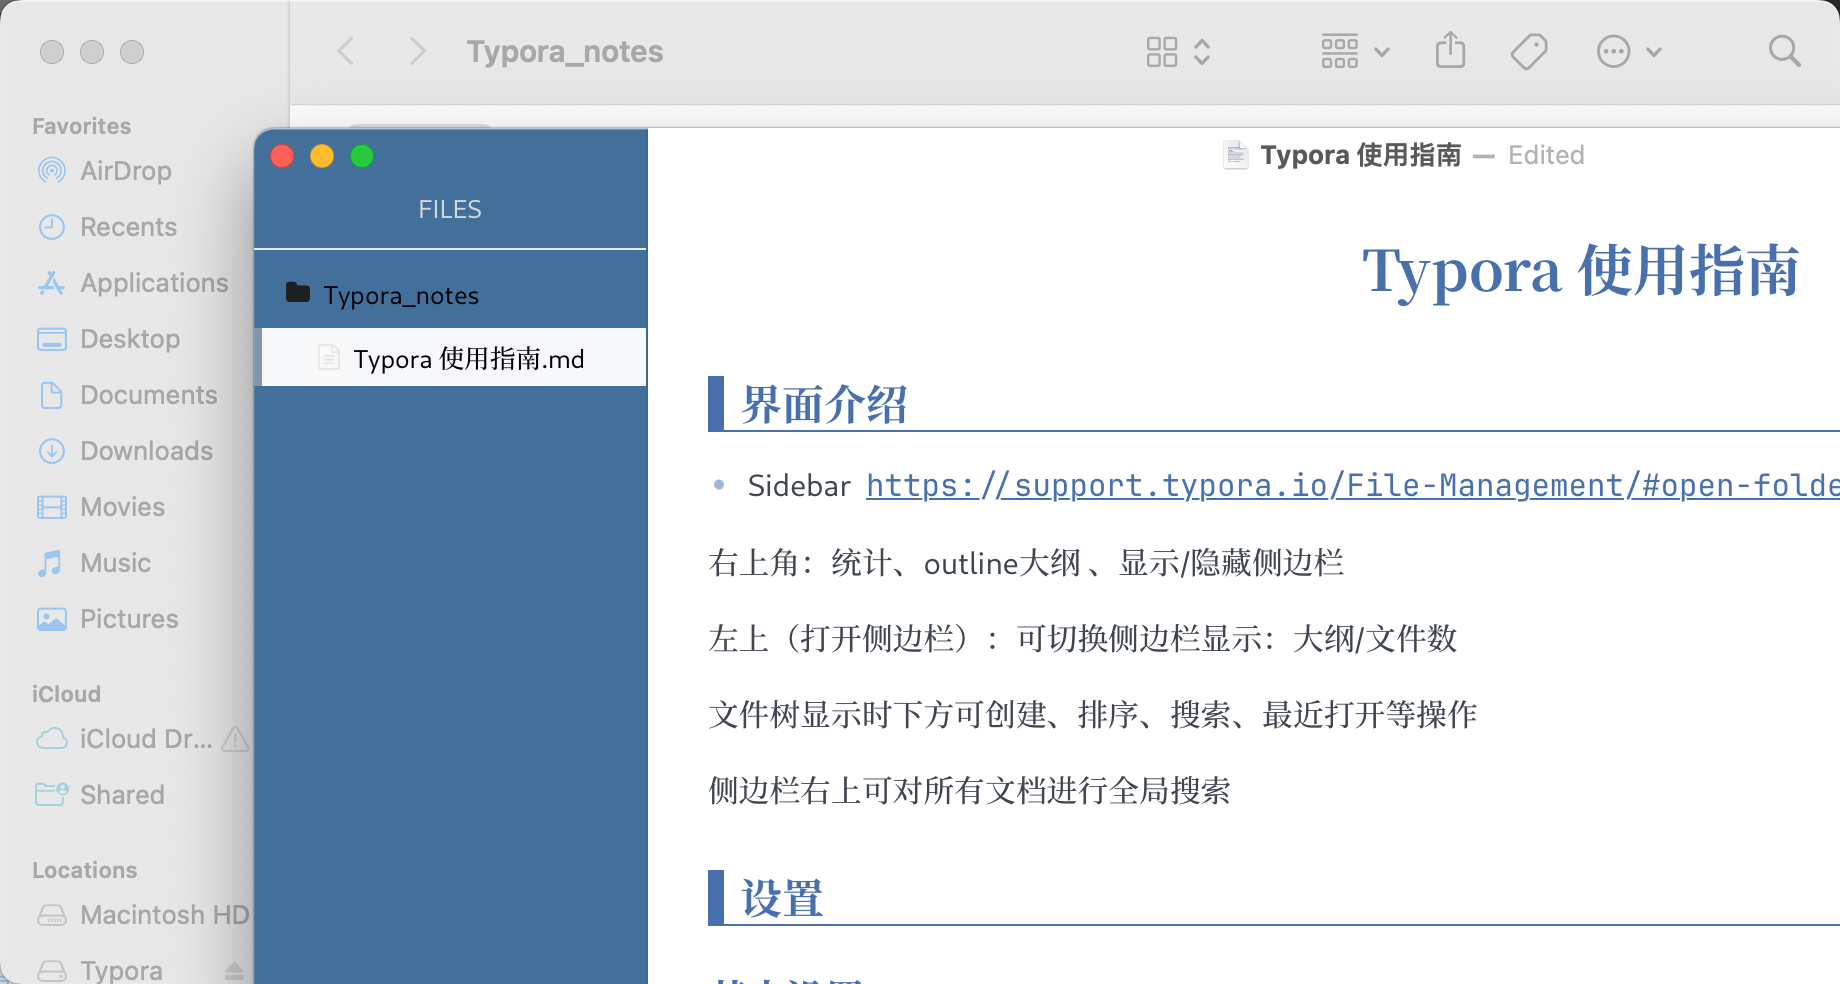 Typora_notes
Favorites
AirDrop
Recents
Applications
Desktop
Documents
Downloads
Movies
Music
Pictures
iCloud
iCloud Dr...
Shared
Locations
Macintosh HD
Typora
FILES
Typora_notes
Typora 使用指南.md
Typora 使用指南 — Edited
Typora 使用指南
界面介绍
Sidebar https://support.typora.io/File-Management/#open-folde
右上角：统计、outline大纲 、显示/隐藏侧边栏
左上（打开侧边栏）：可切换侧边栏显示：大纲/文件数
文件树显示时下方可创建、排序、搜索、最近打开等操作
侧边栏右上可对所有文档进行全局搜索
设置